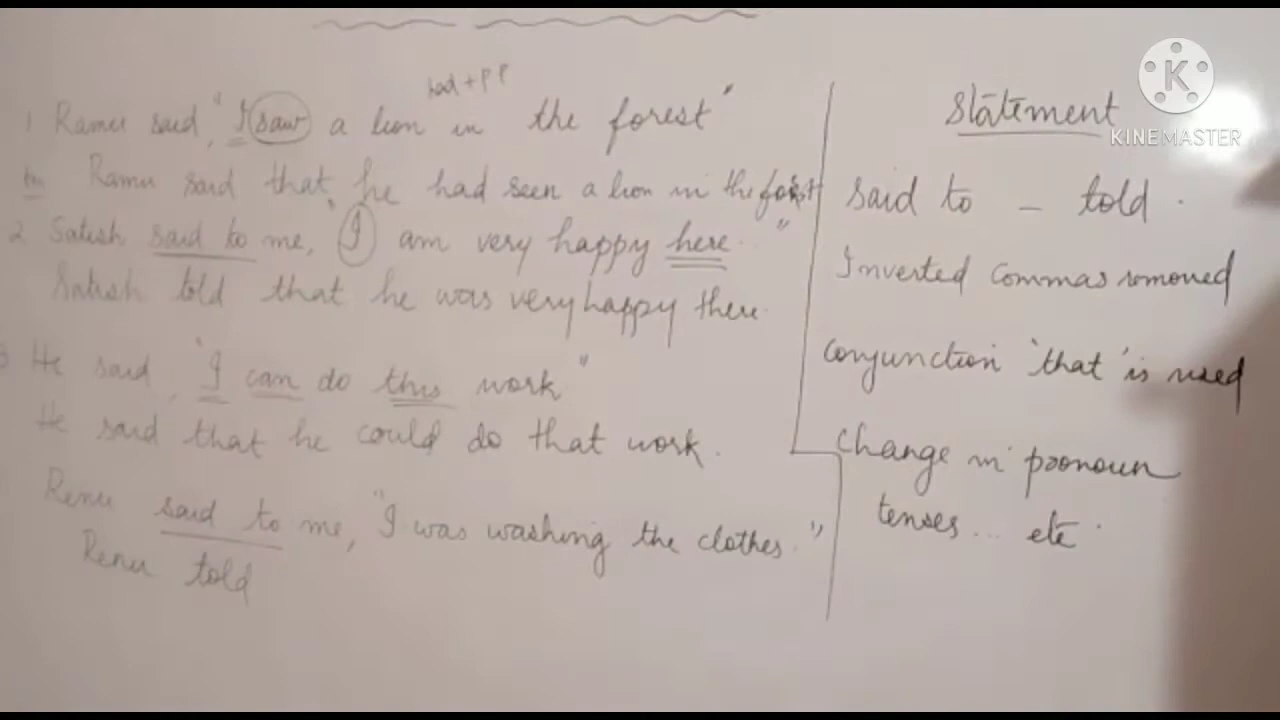 had + PP
1 Ramu said, "I saw a lion in the forest"
Ramu said that he had seen a lion in the forest
2 Satish said to me, "I am very happy here."
Satish told that he was very happy there.
3 He said, "I can do this work"
He said that he could do that work.
Renu said to me, "I was washing the clothes."
Renu told
Statement
said to – told.
Inverted commas romoved
conjunction 'that' is used
change in pronoun
tenses... etc.
K
KINEMASTER